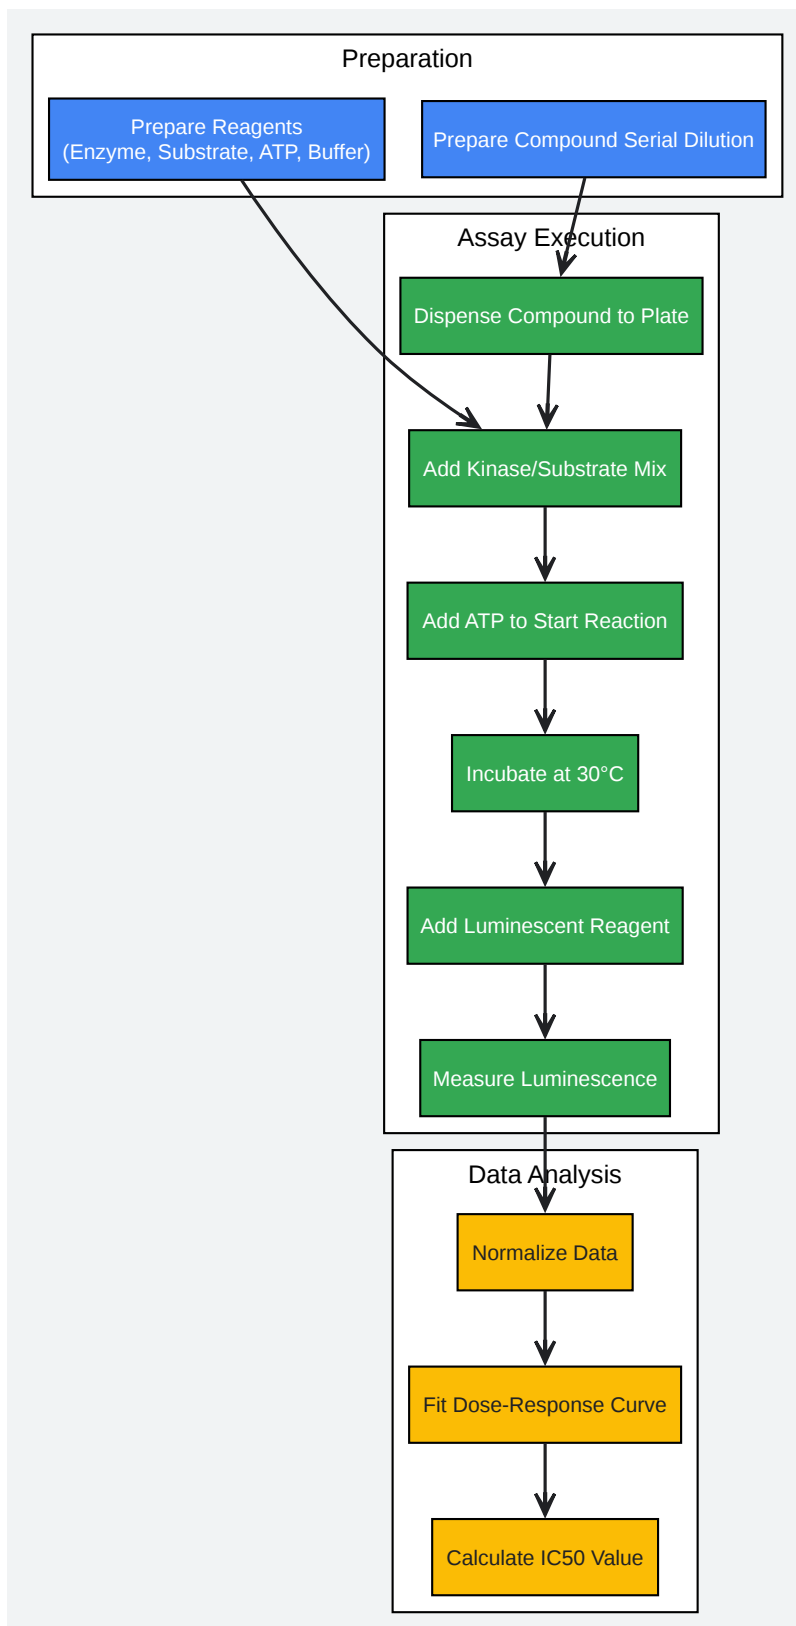 Preparation
Prepare Reagents
(Enzyme, Substrate, ATP, Buffer)
Prepare Compound Serial Dilution
Assay Execution
Dispense Compound to Plate
Add Kinase/Substrate Mix
Add ATP to Start Reaction
Incubate at 30°C
Add Luminescent Reagent
Measure Luminescence
Data Analysis
Normalize Data
Fit Dose-Response Curve
Calculate IC50 Value